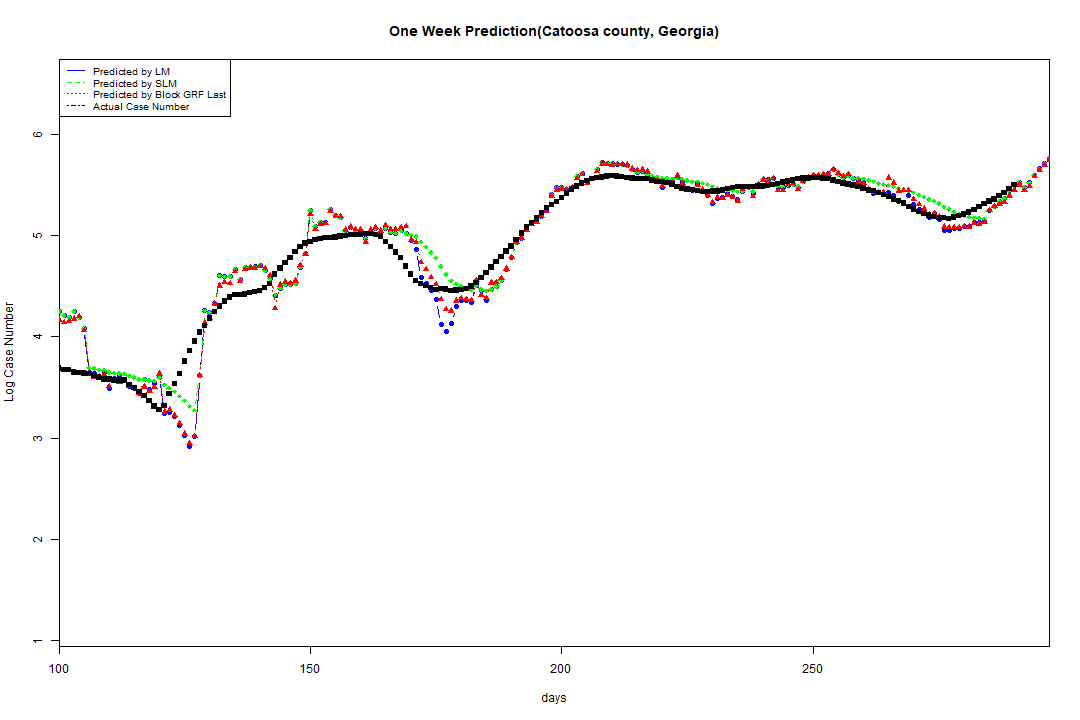 One Week Prediction(Catoosa county, Georgia)
Predicted by LM
Predicted by SLM
Predicted by Block GRF Last
Actual Case Number
6
5
4
3
2
1
Log Case Number
100 150 200 250
days